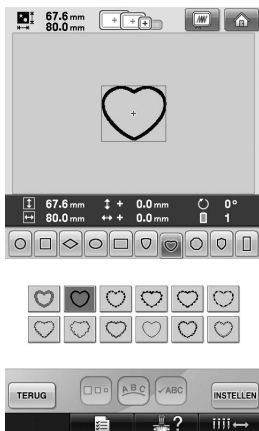 67.6 mm
80.0 mm
67.6 mm + 0.0 mm 0°
80.0 mm + 0.0 mm 1
ABC ABC
TERUG INSTELLEN
?